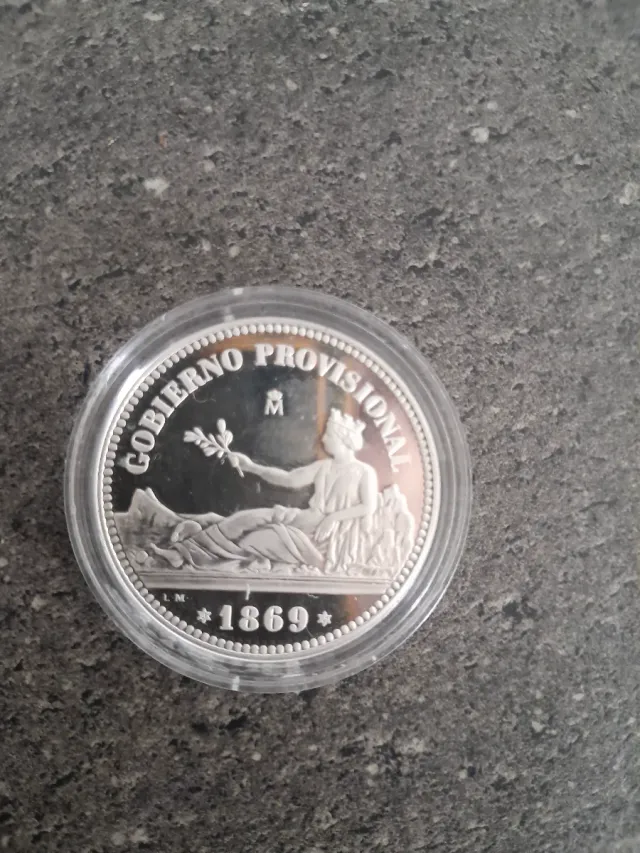 GOBIERNO PROVISIONAL
M
L M
* 1869 *